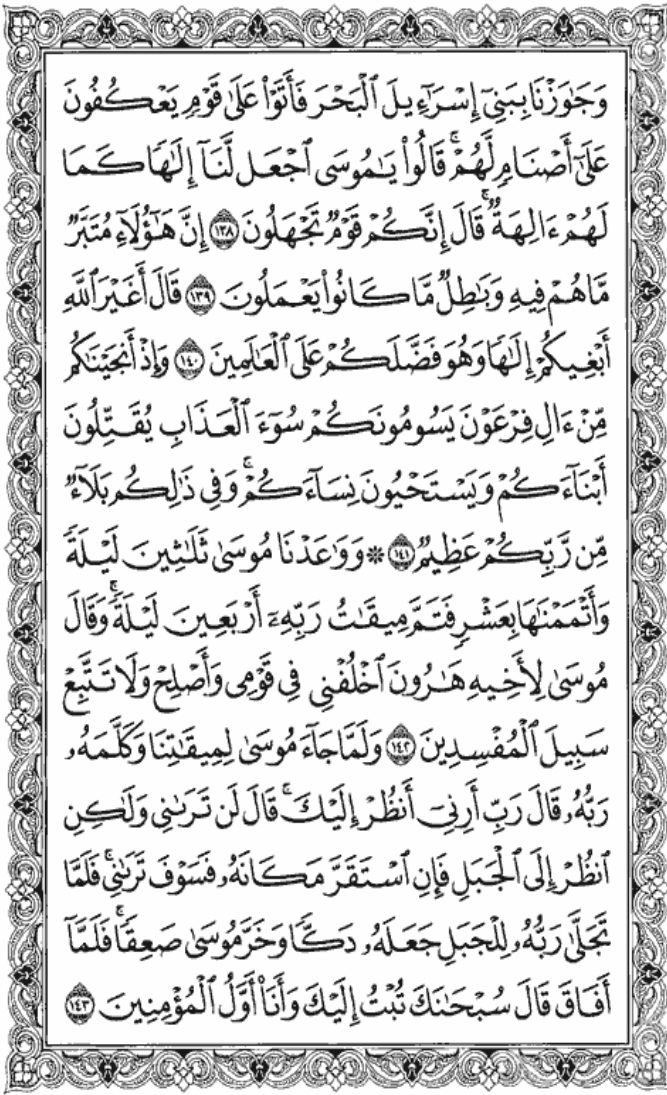 وَجَٰوَزْنَا بِبَنِىٓ إِسْرَٰٓءِيلَ ٱلْبَحْرَ فَأَتَوْا۟ عَلَىٰ قَوْمٍ يَعْكُفُونَ
عَلَىٰٓ أَصْنَامٍ لَّهُمْ ۚ قَالُوا۟ يَٰمُوسَى ٱجْعَل لَّنَآ إِلَٰهًا كَمَا
لَهُمْ ءَالِهَةٌ ۚ قَالَ إِنَّكُمْ قَوْمٌ تَجْهَلُونَ ١٣٨ إِنَّ هَٰٓؤُلَآءِ مُتَبَّرٌ
مَّا هُمْ فِيهِ وَبَٰطِلٌ مَّا كَانُوا۟ يَعْمَلُونَ ١٣٩ قَالَ أَغَيْرَ ٱللَّهِ
أَبْغِيكُمْ إِلَٰهًا وَهُوَ فَضَّلَكُمْ عَلَى ٱلْعَٰلَمِينَ ١٤٠ وَإِذْ أَنجَيْنَٰكُم
مِّنْ ءَالِ فِرْعَوْنَ يَسُومُونَكُمْ سُوٓءَ ٱلْعَذَابِ يُقَتِّلُونَ
أَبْنَآءَكُمْ وَيَسْتَحْيُونَ نِسَآءَكُمْ ۚ وَفِى ذَٰلِكُم بَلَآءٌ
مِّن رَّبِّكُمْ عَظِيمٌ ١٤١ ۞ وَوَٰعَدْنَا مُوسَىٰ ثَلَٰثِينَ لَيْلَةً
وَأَتْمَمْنَٰهَا بِعَشْرٍ فَتَمَّ مِيقَٰتُ رَبِّهِۦٓ أَرْبَعِينَ لَيْلَةً ۚ وَقَالَ
مُوسَىٰ لِأَخِيهِ هَٰرُونَ ٱخْلُفْنِى فِى قَوْمِى وَأَصْلِحْ وَلَا تَتَّبِعْ
سَبِيلَ ٱلْمُفْسِدِينَ ١٤٢ وَلَمَّا جَآءَ مُوسَىٰ لِمِيقَٰتِنَا وَكَلَّمَهُۥ
رَبُّهُۥ قَالَ رَبِّ أَرِنِىٓ أَنظُرْ إِلَيْكَ ۚ قَالَ لَن تَرَىٰنِى وَلَٰكِنِ
ٱنظُرْ إِلَى ٱلْجَبَلِ فَإِنِ ٱسْتَقَرَّ مَكَانَهُۥ فَسَوْفَ تَرَىٰنِى ۚ فَلَمَّا
تَجَلَّىٰ رَبُّهُۥ لِلْجَبَلِ جَعَلَهُۥ دَكًّا وَخَرَّ مُوسَىٰ صَعِقًا ۚ فَلَمَّآ
أَفَاقَ قَالَ سُبْحَٰنَكَ تُبْتُ إِلَيْكَ وَأَنَا۠ أَوَّلُ ٱلْمُؤْمِنِينَ ١٤٣